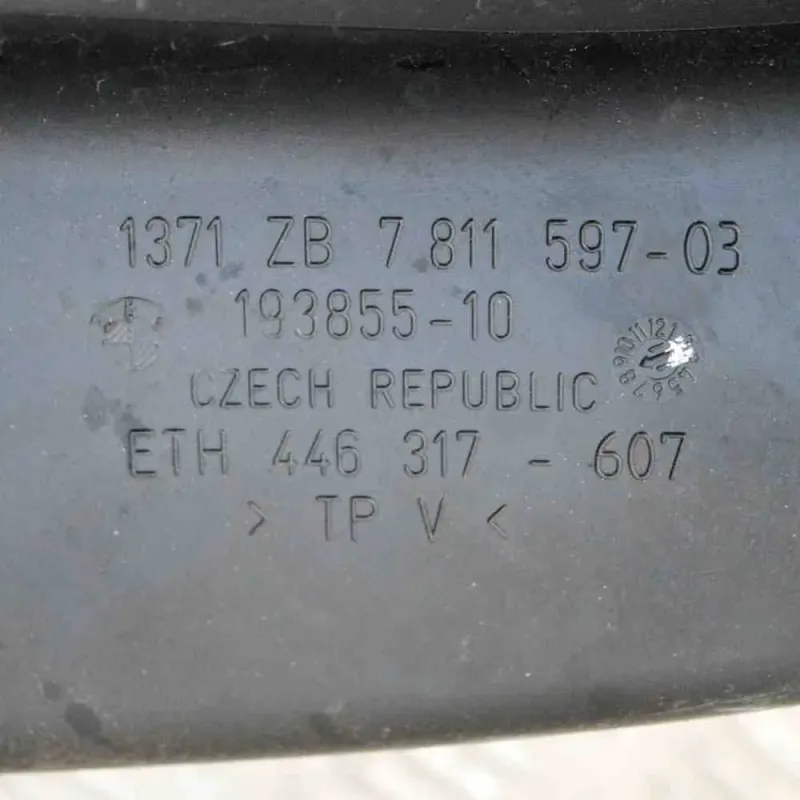 1371 ZB 7 811 597-03
193855-10
CZECH REPUBLIC
ETH 446 317 - 607
> TP V <